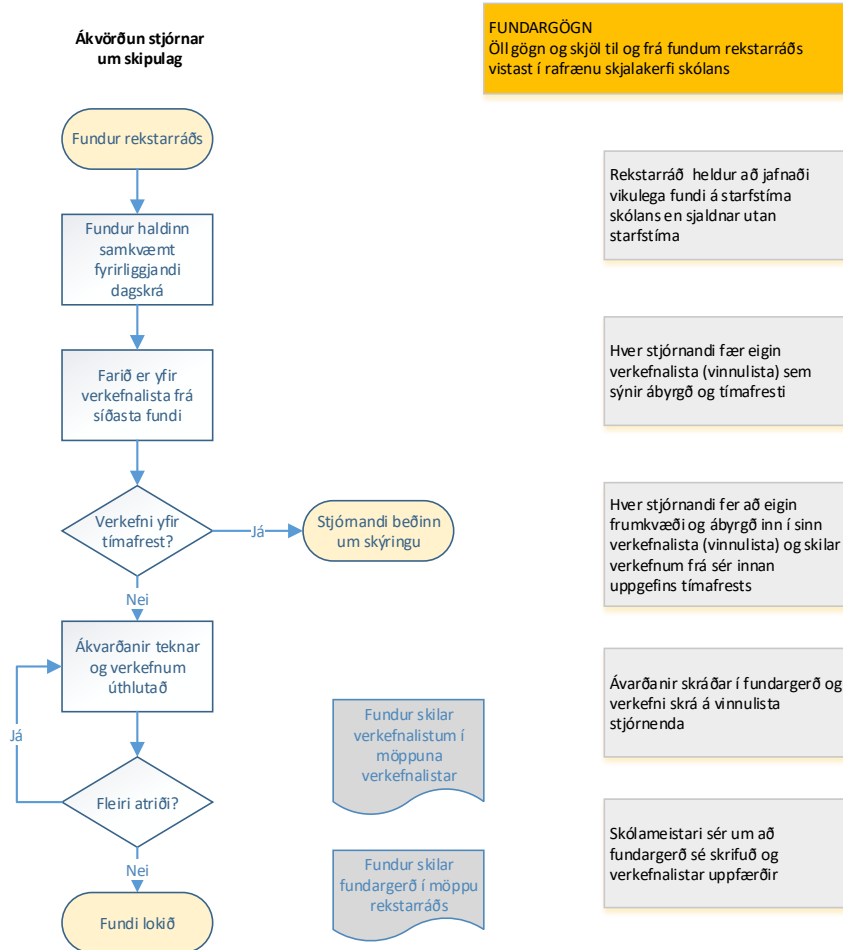 Ákvörðun stjórnar
um skipulag
FUNDARGÖGN
Öll gögn og skjöl til og frá fundum rekstarráðs
vistast í rafrænu skjalakerfi skólans
Fundur rekstarráðs
Rekstarráð heldur að jafnaði
vikulega fundi á starfstíma
skólans en sjaldnar utan
starfstíma
Fundur haldinn
samkvæmt
fyrirliggjandi
dagskrá
Hver stjórnandi fær eigin
verkefnalista (vinnulista) sem
sýnir ábyrgð og tímafresti
Farið er yfir
verkefnalista frá
síðasta fundi
Hver stjórnandi fer að eigin
frumkvæði og ábyrgð inn í sinn
verkefnalista (vinnulista) og skilar
verkefnum frá sér innan
uppgefins tímafrests
Verkefni yfir
tímafrest?
Já
Stjórnandi beðinn
um skýringu
Nei
Ákvarðanir teknar
og verkefnum
úthlutað
Ávarðanir skráðar í fundargerð og
verkefni skrá á vinnulista
stjórnenda
Já
Fundur skilar
verkefnalistum í
möppuna
verkefnalistar
Fleiri atriði?
Skólameistari sér um að
fundargerð sé skrifuð og
verkefnalistar uppfærðir
Nei
Fundur skilar
fundargerð í möppu
rekstarráðs
Fundi lokið